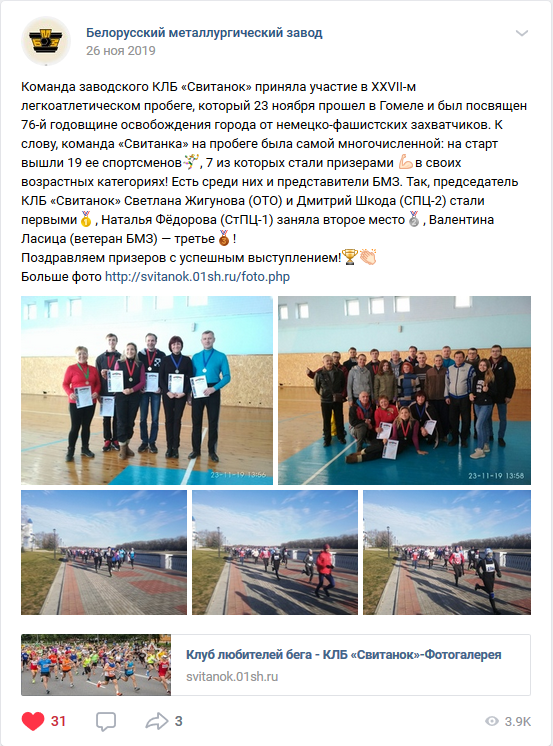 Белорусский металлургический завод
26 ноя 2019
Команда заводского КЛБ «Свитанок» приняла участие в XXVII-м
легкоатлетическом пробеге, который 23 ноября прошел в Гомеле и был посвящен
76-й годовщине освобождения города от немецко-фашистских захватчиков. К
слову, команда «Свитанка» на пробеге была самой многочисленной: на старт
вышли 19 ее спортсменов🏃, 7 из которых стали призерами 💪🏻в своих
возрастных категориях! Есть среди них и представители БМЗ. Так, председатель
КЛБ «Свитанок» Светлана Жигунова (ОТО) и Дмитрий Шкода (СПЦ-2) стали
первыми🥇, Наталья Фёдорова (СтПЦ-1) заняла второе место🥈, Валентина
Ласица (ветеран БМЗ) — третье🥉!
Поздравляем призеров с успешным выступлением!🏆👏🏻
Больше фото http://svitanok.01sh.ru/foto.php
23-11-19 13:56
23-11-19 13:58
Клуб любителей бега - КЛБ «Свитанок»-Фотогалерея
svitanok.01sh.ru
31
3
3.9K